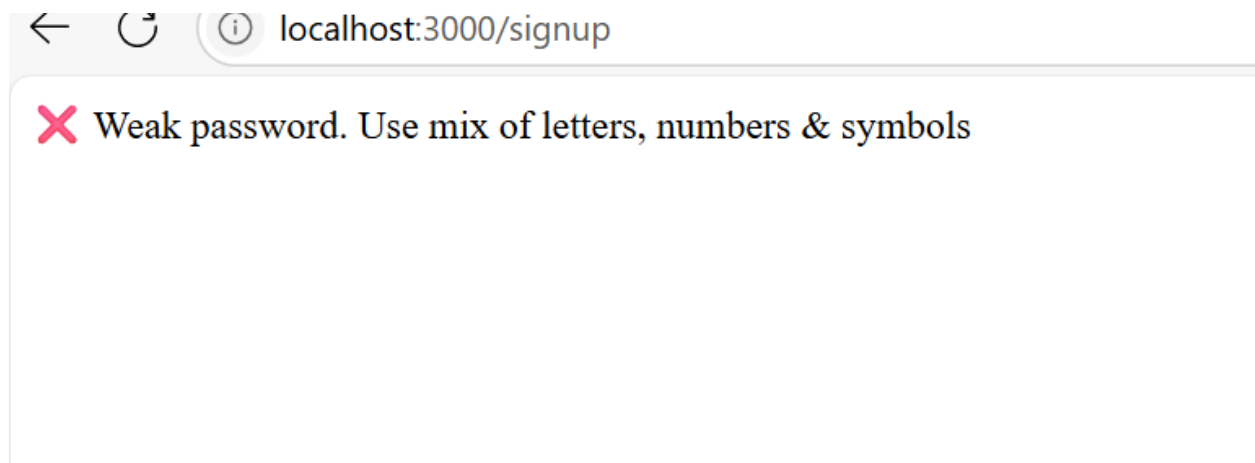 localhost:3000/signup
❌ Weak password. Use mix of letters, numbers & symbols